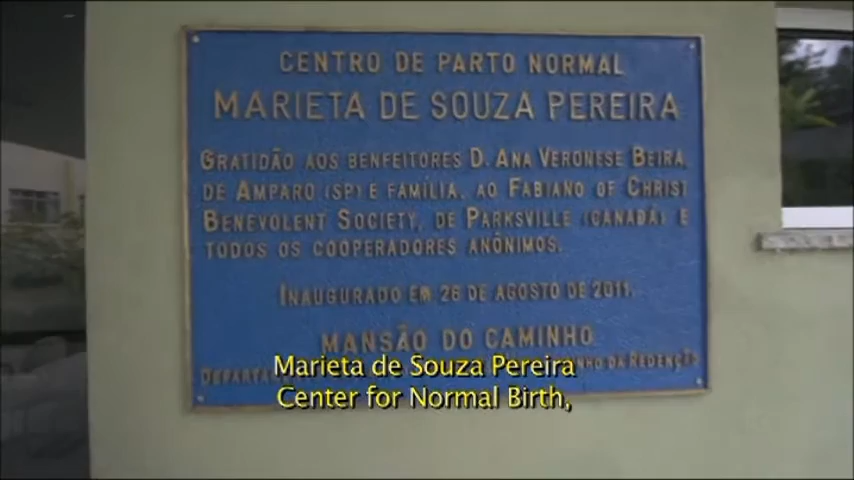 CENTRO DE PARTO NORMAL
MARIETA DE SOUZA PEREIRA
GRATIDÃO AOS BENFEITORES D. ANA VERONESE BEIRA,
DE AMPARO (SP) E FAMÍLIA, AO FABIANO OF CHRIST
BENEVOLENT SOCIETY, DE PARKSVILLE (CANADÁ) E
TODOS OS COOPERADORES ANÔNIMOS.
INAUGURADO EM 26 DE AGOSTO DE 2011.
MANSÃO DO CAMINHO
DA REDENÇÃO
Marieta de Souza Pereira
Center for Normal Birth,